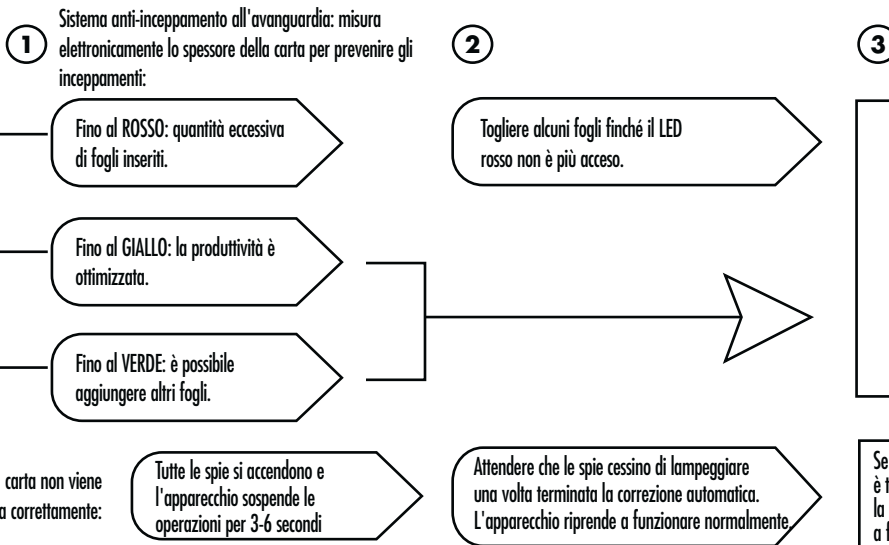 1
Sistema anti-inceppamento all'avanguardia: misura
elettronicamente lo spessore della carta per prevenire gli
inceppamenti:
2
3
Fino al ROSSO: quantità eccessiva
di fogli inseriti.
Togliere alcuni fogli finché il LED
rosso non è più acceso.
Fino al GIALLO: la produttività è
ottimizzata.
Fino al VERDE: è possibile
aggiungere altri fogli.
carta non viene
a correttamente:
Tutte le spie si accendono e
l'apparecchio sospende le
operazioni per 3-6 secondi
Attendere che le spie cessino di lampeggiare
una volta terminata la correzione automatica.
L'apparecchio riprende a funzionare normalmente.
Se
è t
la
a f